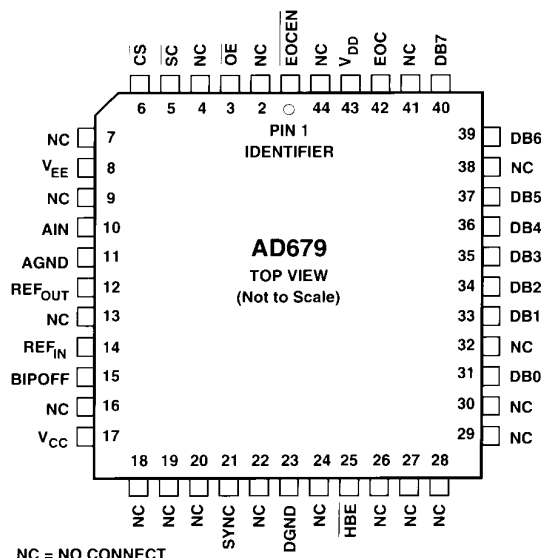 CS SC NC OE NC EOCEN NC VDD EOC NC DB7
6 5 4 3 2 44 43 42 41 40
PIN 1
IDENTIFIER
NC 7
VEE 8
NC 9
AIN 10
AGND 11
REFOUT 12
NC 13
REFIN 14
BIPOFF 15
NC 16
VCC 17
AD679
TOP VIEW
(Not to Scale)
39 DB6
38 NC
37 DB5
36 DB4
35 DB3
34 DB2
33 DB1
32 NC
31 DB0
30 NC
29 NC
18 19 20 21 22 23 24 25 26 27 28
NC NC NC SYNC NC DGND NC HBE NC NC NC
NC = NO CONNECT